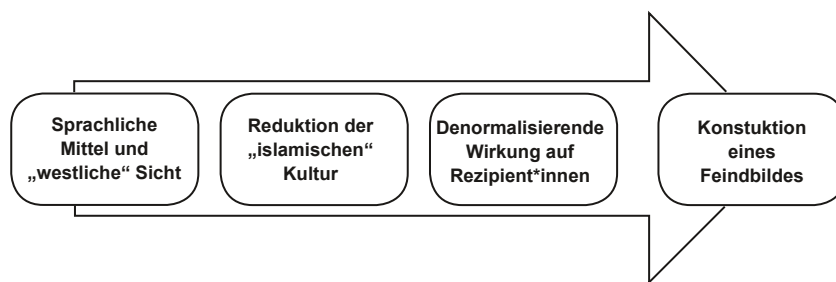 Sprachliche
Mittel und
„westliche“ Sicht
Reduktion der
„islamischen“
Kultur
Denormalisierende
Wirkung auf
Rezipient*innen
Konstuktion
eines
Feindbildes